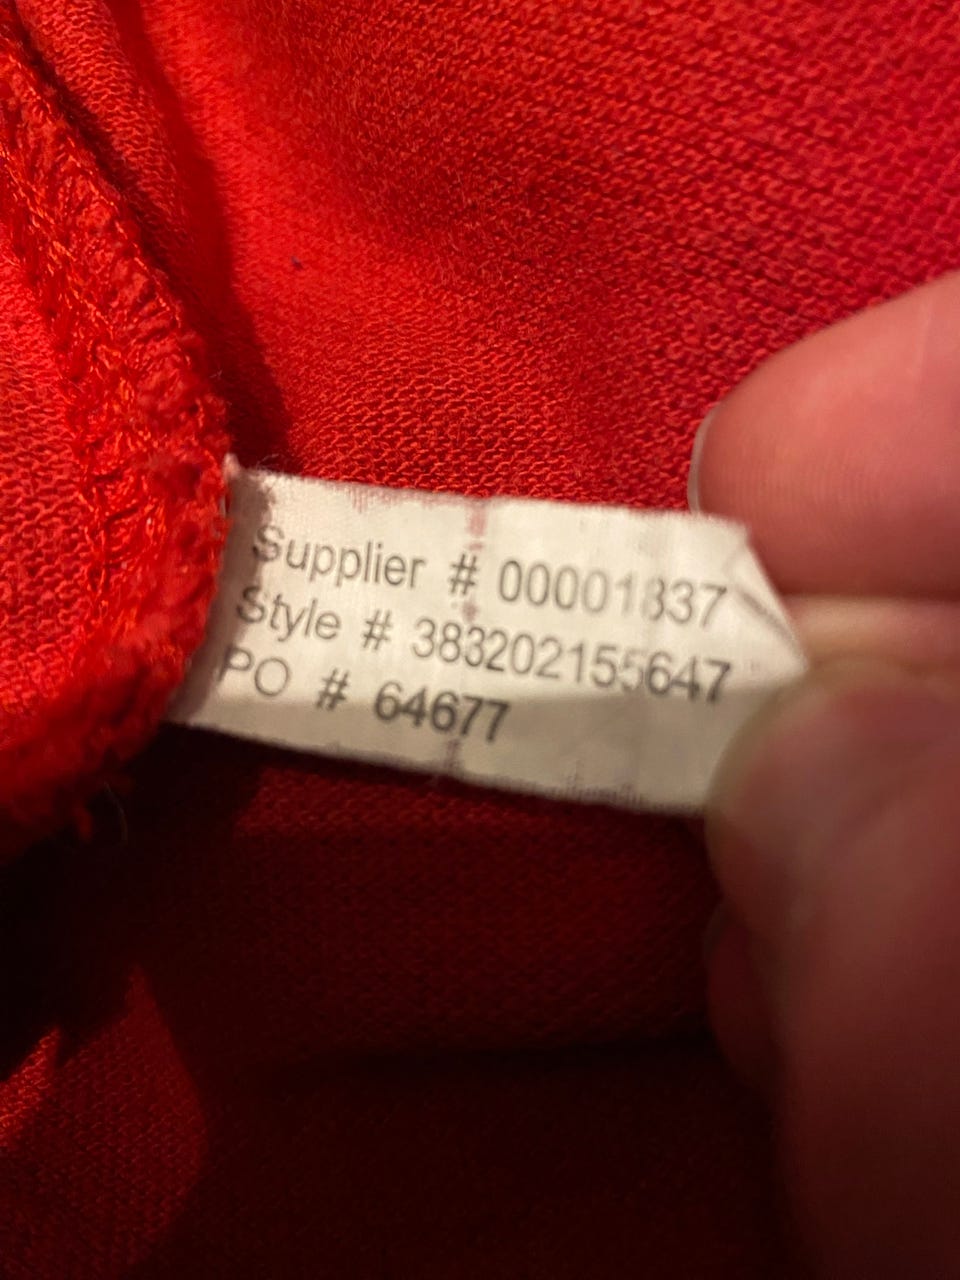 Supplier # 00001837
Style # 383202155647
PO # 64677